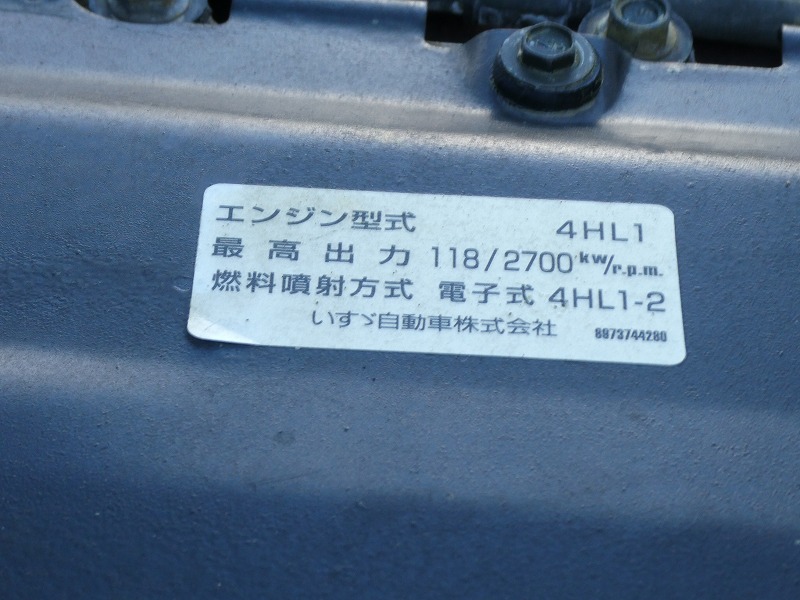 エンジン型式 4HL1
最高出力 118/2700 kw/r.p.m.
燃料噴射方式 電子式 4HL1-2
いすゞ自動車株式会社 8973744280